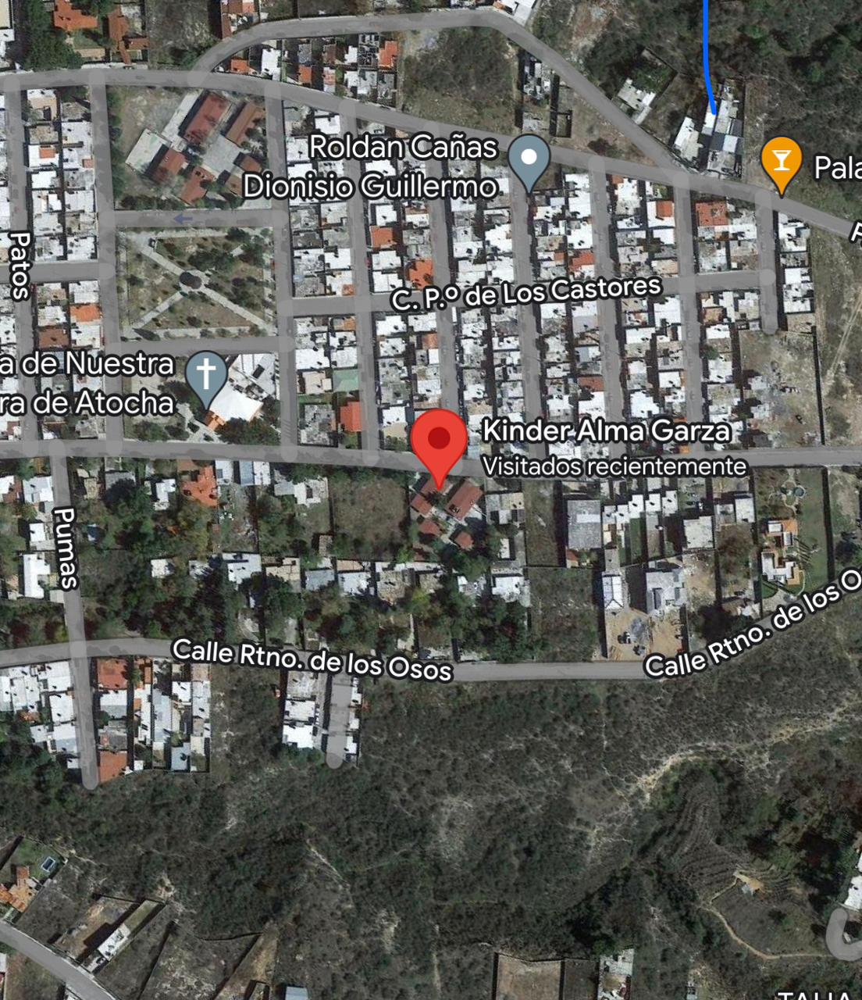 Roldan Cañas
Dionisio Guillermo
Pala
Patos
C. P.º de Los Castores
a de Nuestra
ra de Atocha
Kinder Alma Garza
Visitados recientemente
Pumas
Calle Rtno. de los Osos
Calle Rtno. de los O